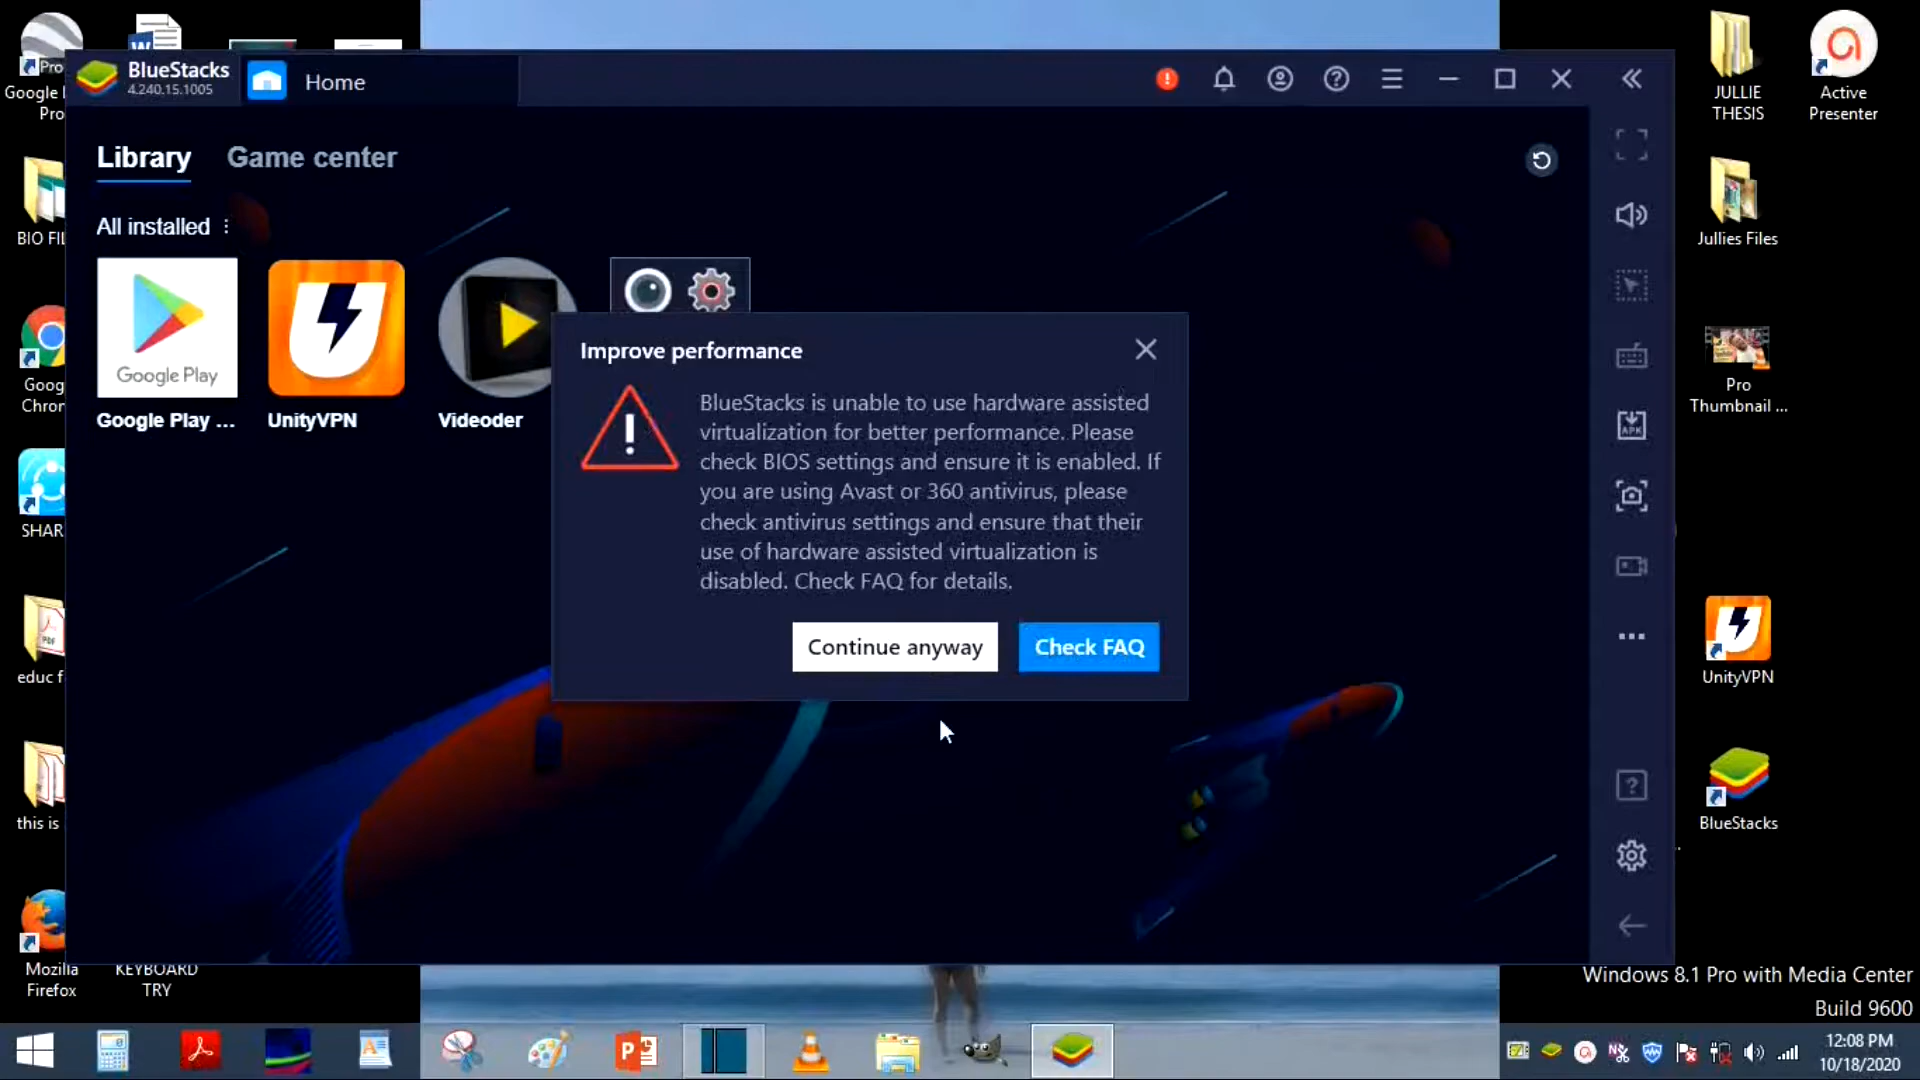 Pro
Google
Pro
BlueStacks
4.240.15.1005
Home
JULLIE
THESIS
Active
Presenter
Library
Game center
BIO
Jullies Files
All installed
Google Play
Google Play ...
UnityVPN
Videoder
Improve performance
BlueStacks is unable to use hardware assisted
virtualization for better performance. Please
check BIOS settings and ensure it is enabled. If
you are using Avast or 360 antivirus, please
check antivirus settings and ensure that their
use of hardware assisted virtualization is
disabled. Check FAQ for details.
Continue anyway
Check FAQ
Goog
Chron
Pro
Thumbnail ...
APK
SHAR
PDF
educ f
UnityVPN
this is
BlueStacks
Mozilla
Firefox
KEYBOARD
TRY
Windows 8.1 Pro with Media Center
Build 9600
12:08 PM
10/18/2020